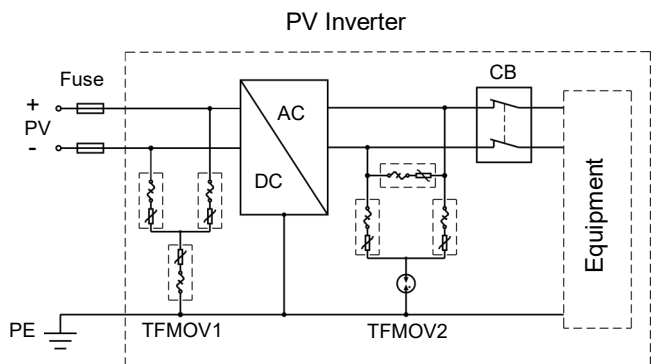 PV Inverter
Fuse
CB
+
PV
-
AC
DC
Equipment
PE
TFMOV1
TFMOV2